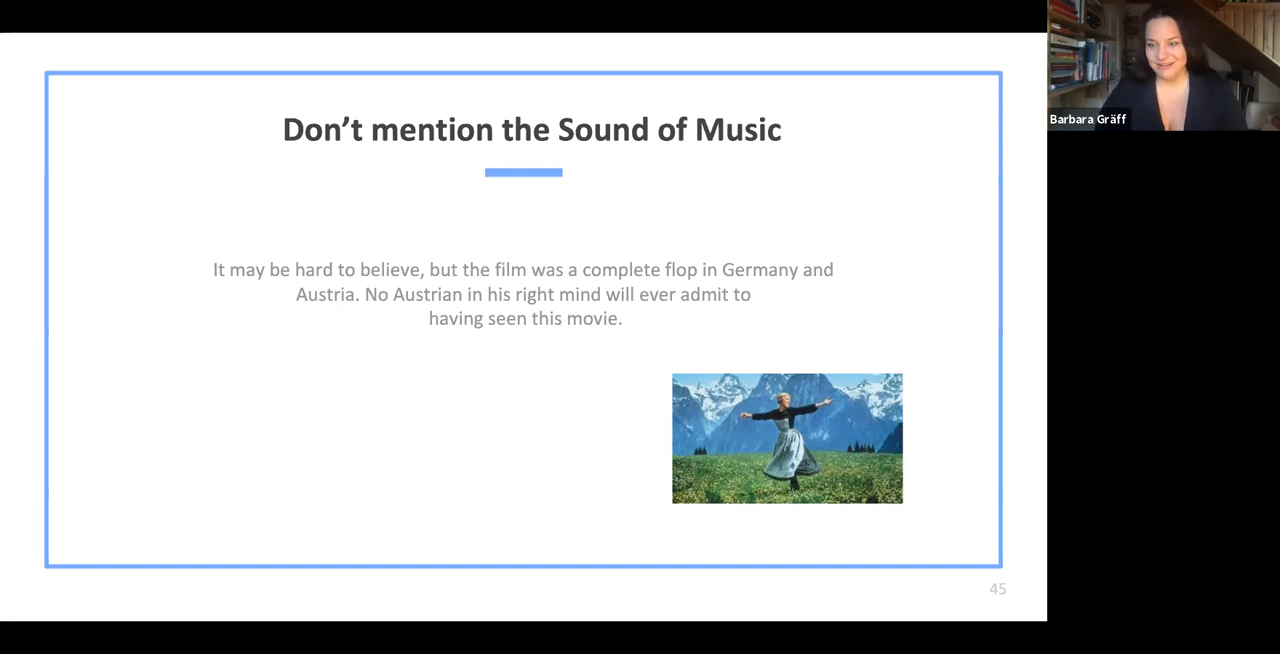 Don’t mention the Sound of Music
It may be hard to believe, but the film was a complete flop in Germany and
Austria. No Austrian in his right mind will ever admit to
having seen this movie.
45
Barbara Gräff